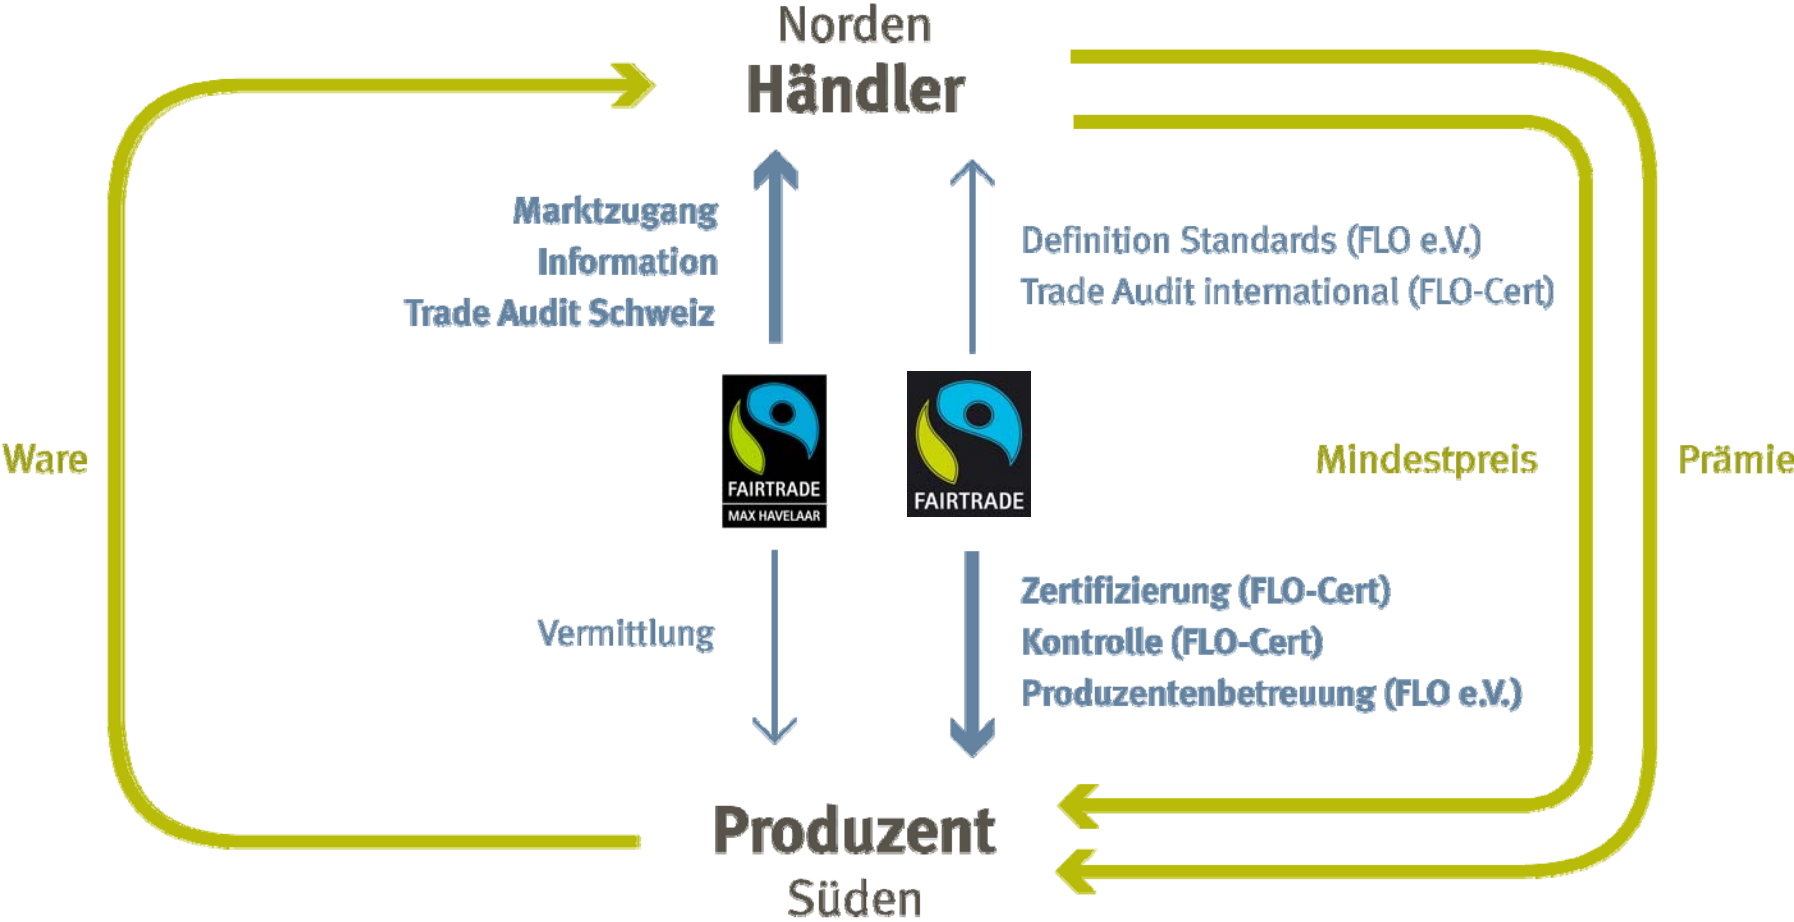 Norden
Händler
Marktzugang
Information
Trade Audit Schweiz
Definition Standards (FLO e.V.)
Trade Audit international (FLO-Cert)
Ware
FAIRTRADE
MAX HAVELAAR
FAIRTRADE
Mindestpreis
Prämie
Vermittlung
Zertifizierung (FLO-Cert)
Kontrolle (FLO-Cert)
Produzentenbetreuung (FLO e.V.)
Produzent
Süden